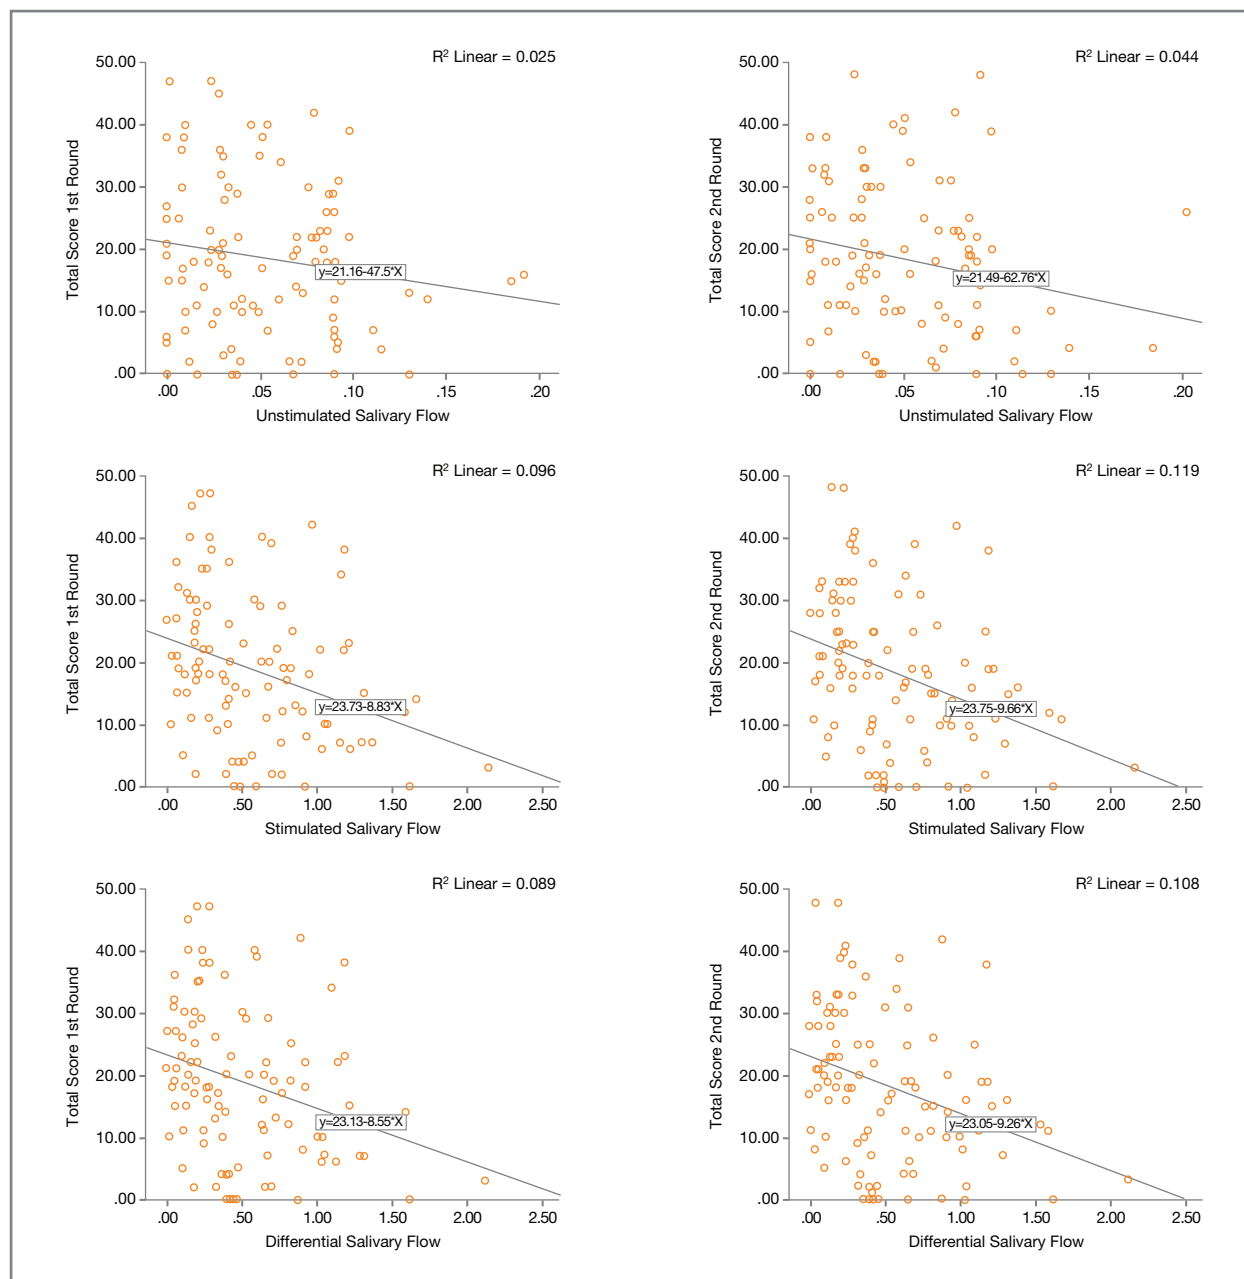 R² Linear = 0.025
50.00
40.00
30.00
20.00
10.00
.00
Total Score 1st Round
y=21.16-47.5*X
.00 .05 .10 .15 .20
Unstimulated Salivary Flow
R² Linear = 0.044
50.00
40.00
30.00
20.00
10.00
.00
Total Score 2nd Round
y=21.49-62.76*X
.00 .05 .10 .15 .20
Unstimulated Salivary Flow
R² Linear = 0.096
50.00
40.00
30.00
20.00
10.00
.00
Total Score 1st Round
y=23.73-8.83*X
.00 .50 1.00 1.50 2.00 2.50
Stimulated Salivary Flow
R² Linear = 0.119
50.00
40.00
30.00
20.00
10.00
.00
Total Score 2nd Round
y=23.75-9.66*X
.00 .50 1.00 1.50 2.00 2.50
Stimulated Salivary Flow
R² Linear = 0.089
50.00
40.00
30.00
20.00
10.00
.00
Total Score 1st Round
y=23.13-8.55*X
.00 .50 1.00 1.50 2.00 2.50
Differential Salivary Flow
R² Linear = 0.108
50.00
40.00
30.00
20.00
10.00
.00
Total Score 2nd Round
y=23.05-9.26*X
.00 .50 1.00 1.50 2.00 2.50
Differential Salivary Flow